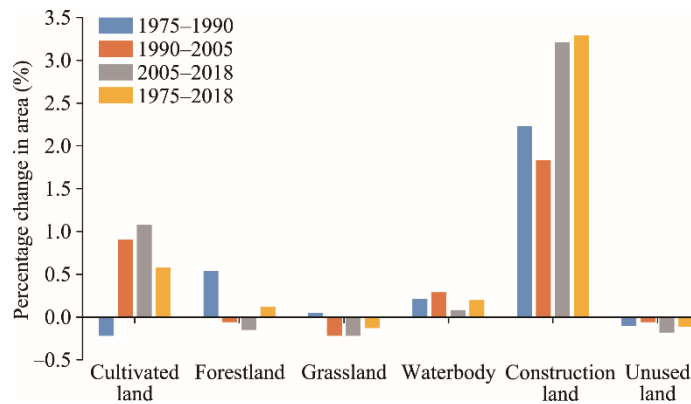 Percentage change in area (%)
3.5
3.0
2.5
2.0
1.5
1.0
0.5
0.0
–0.5
1975–1990
1990–2005
2005–2018
1975–2018
Cultivated
land
Forestland
Grassland
Waterbody
Construction
land
Unused
land